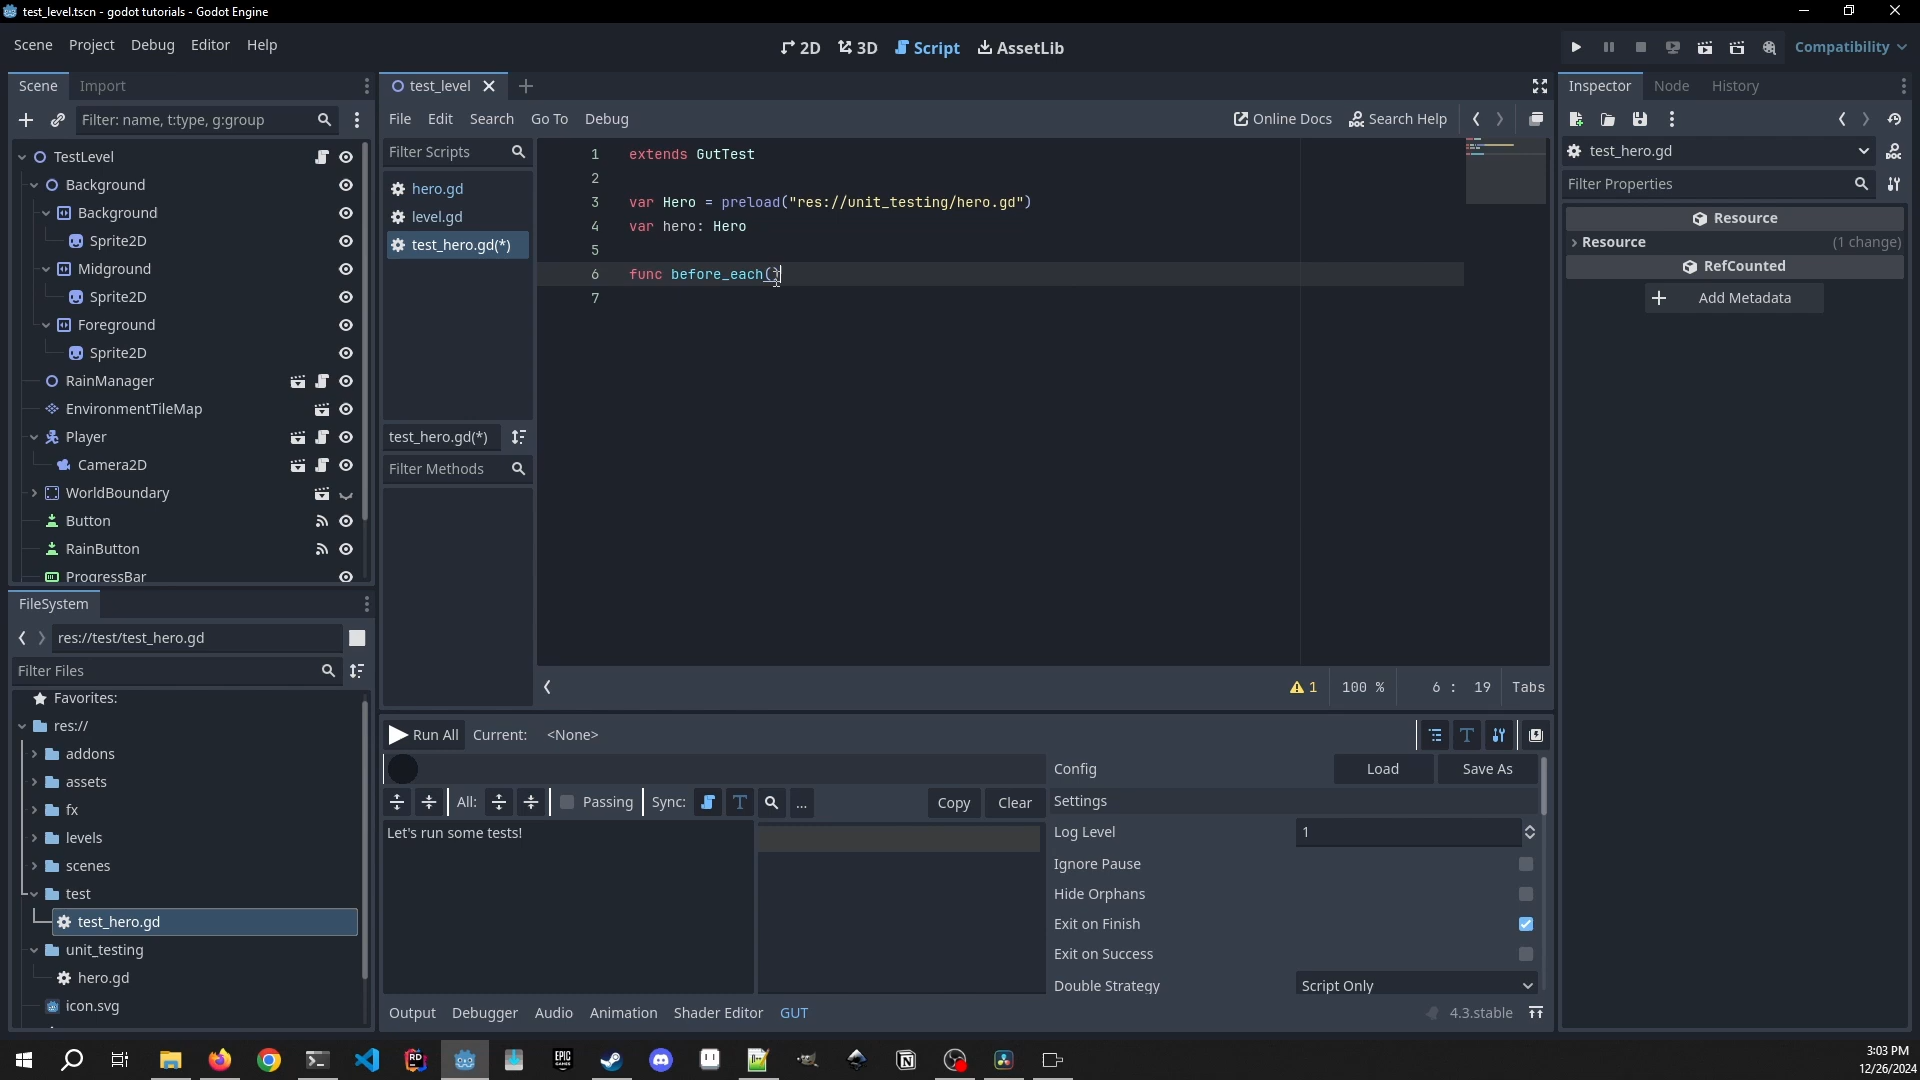 test_level.tscn - godot tutorials - Godot Engine
Scene Project Debug Editor Help
2D 3D Script AssetLib
Compatibility
Scene Import
Filter: name, t:type, g:group
TestLevel
Background
Background
Sprite2D
Midground
Sprite2D
Foreground
Sprite2D
RainManager
EnvironmentTileMap
Player
Camera2D
WorldBoundary
Button
RainButton
ProgressBar
FileSystem
res://test/test_hero.gd
Filter Files
Favorites:
res://
addons
assets
fx
levels
scenes
test
test_hero.gd
unit_testing
hero.gd
icon.svg
test_level
File Edit Search Go To Debug
Online Docs Search Help
Filter Scripts
hero.gd
level.gd
test_hero.gd(*)
test_hero.gd(*)
Filter Methods
1 extends GutTest
2
3 var Hero = preload("res://unit_testing/hero.gd")
4 var hero: Hero
5
6 func before_each()
7
1 100 % 6 : 19 Tabs
Run All Current: <None>
All: Passing Sync: ... Copy Clear
Let's run some tests!
Config Load Save As
Settings
Log Level 1
Ignore Pause
Hide Orphans
Exit on Finish
Exit on Success
Double Strategy Script Only
Output Debugger Audio Animation Shader Editor GUT
4.3.stable
Inspector Node History
test_hero.gd
Filter Properties
Resource
Resource (1 change)
RefCounted
Add Metadata
RD
EPIC GAMES
3:03 PM
12/26/2024